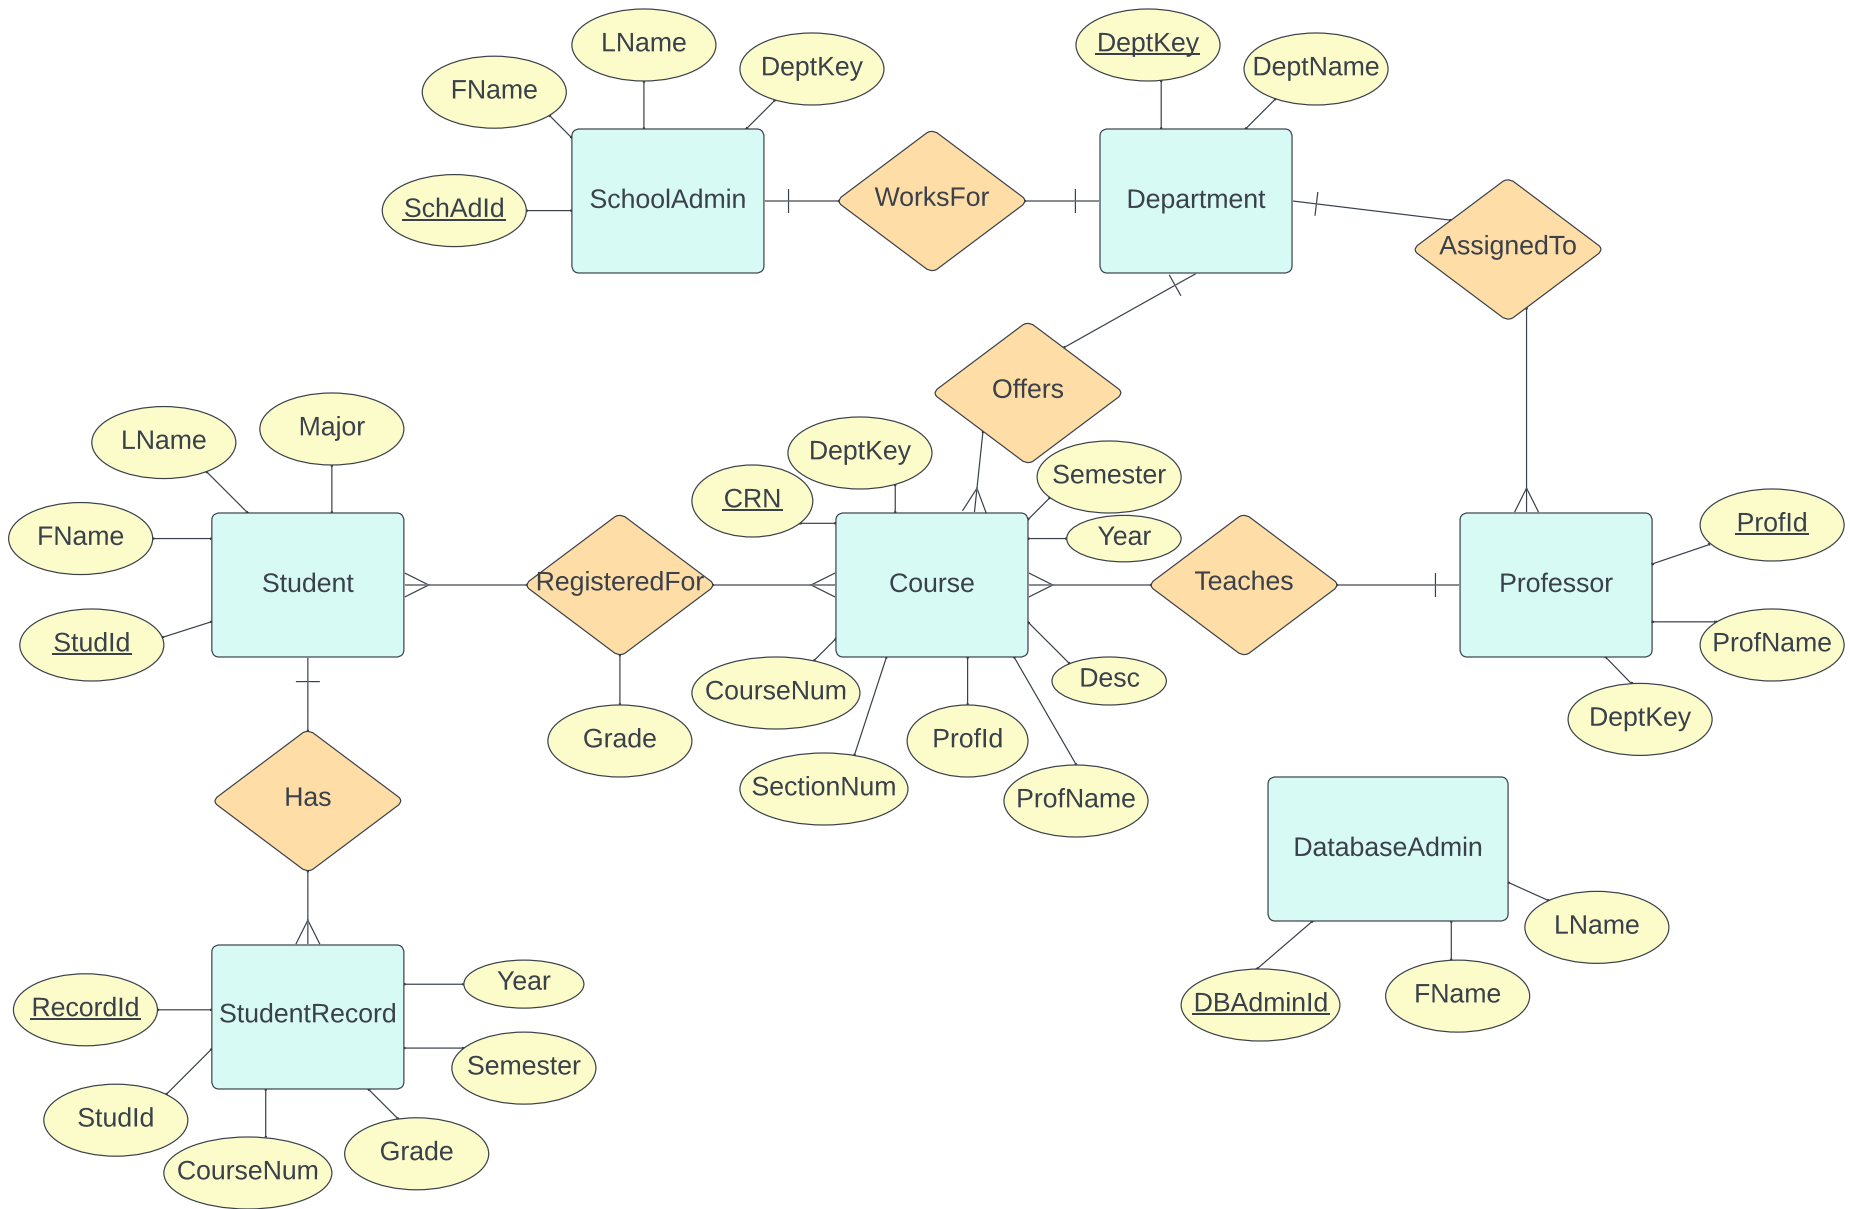 LName
DeptKey
FName
SchoolAdmin
SchAdId
WorksFor
DeptKey
DeptName
Department
AssignedTo
Offers
LName
Major
FName
Student
StudId
RegisteredFor
Grade
DeptKey
CRN
Semester
Year
Course
CourseNum
SectionNum
ProfId
ProfName
Desc
Teaches
Professor
ProfId
ProfName
DeptKey
Has
StudentRecord
RecordId
StudId
CourseNum
Grade
Semester
Year
DatabaseAdmin
DBAdminId
FName
LName